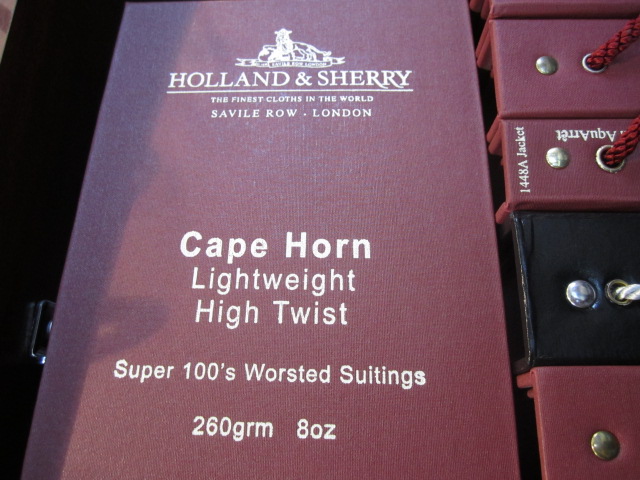 HOLLAND & SHERRY
THE FINEST CLOTHS IN THE WORLD
SAVILE ROW · LONDON
Cape Horn
Lightweight
High Twist
Super 100's Worsted Suitings
260grm 8oz
1448A Jacket
AquArrêt